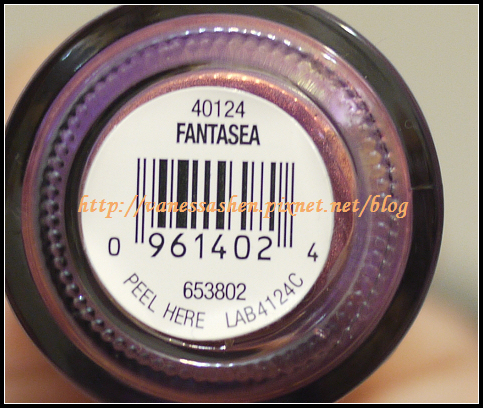 40124
FANTASEA
http://vanessashen.pixnet.net/blog
0 961402 4
653802
PEEL HERE LAB4124C